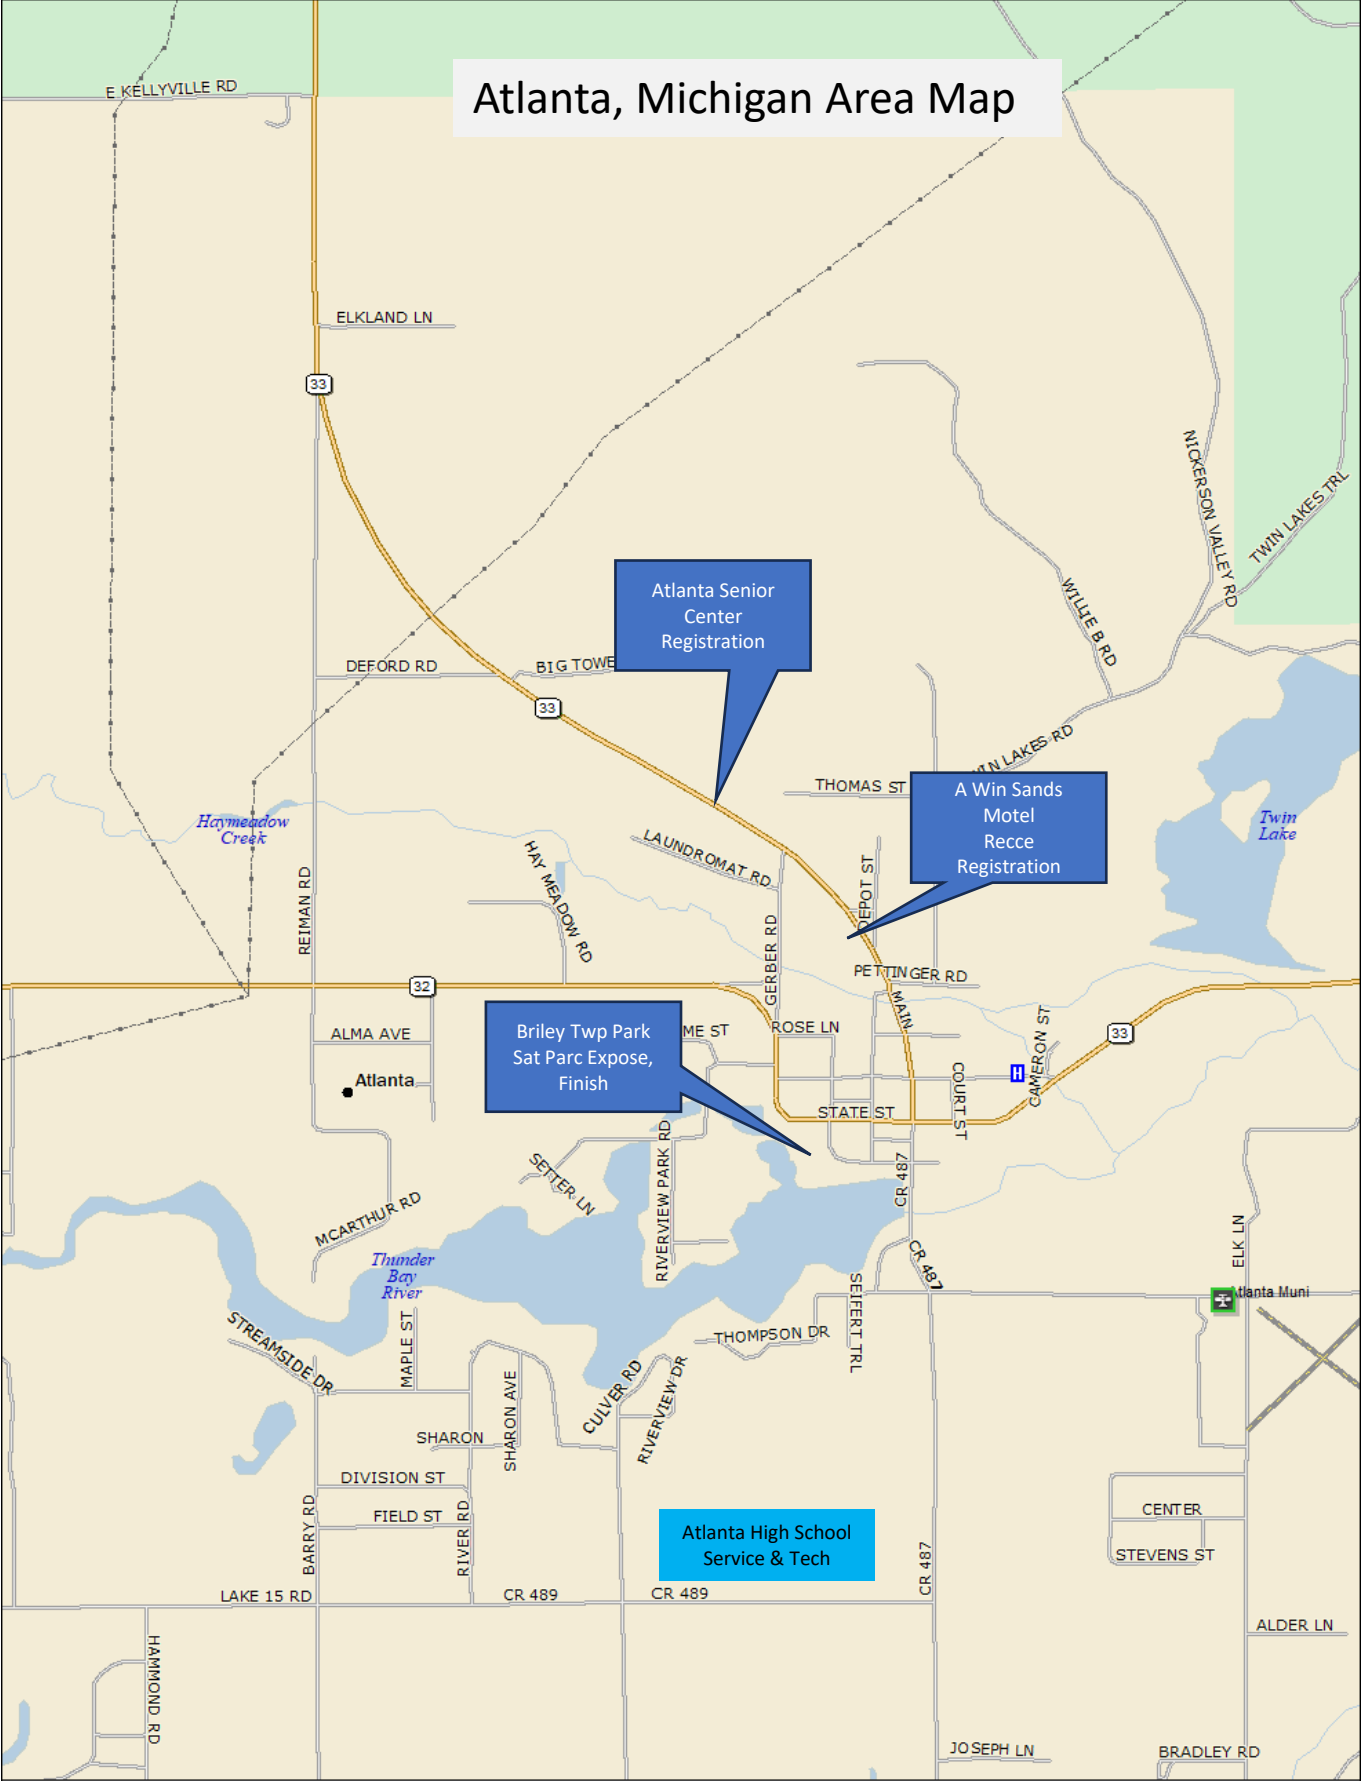 Atlanta, Michigan Area Map
E KELLYVILLE RD
ELKLAND LN
33
NICKERSON VALLEY RD
TWIN LAKES TRL
Atlanta Senior
Center
Registration
WILLIE B RD
DEFORD RD
BIG TOWE
33
WIN LAKES RD
THOMAS ST
A Win Sands
Motel
Recce
Registration
Twin
Lake
Haymeadow
Creek
LAUNDROMAT RD
HAY MEADOW RD
DEPOT ST
REIMAN RD
GERBER RD
PETTINGER RD
32
MAIN
Briley Twp Park
Sat Parc Expose,
Finish
ME ST
ROSE LN
CAMERON ST
33
ALMA AVE
H
COURT ST
Atlanta
STATE ST
RIVERVIEW PARK RD
SETTER LN
CR 487
MCARTHUR RD
ELK LN
Thunder
Bay
River
CR 487
SEIFERT TRL
Atlanta Muni
STREAMSIDE DR
MAPLE ST
THOMPSON DR
SHARON AVE
CULVER RD
RIVERVIEW DR
SHARON
DIVISION ST
BARRY RD
FIELD ST
RIVER RD
Atlanta High School
Service & Tech
CENTER
STEVENS ST
CR 487
LAKE 15 RD
CR 489
CR 489
ALDER LN
HAMMOND RD
JOSEPH LN
BRADLEY RD